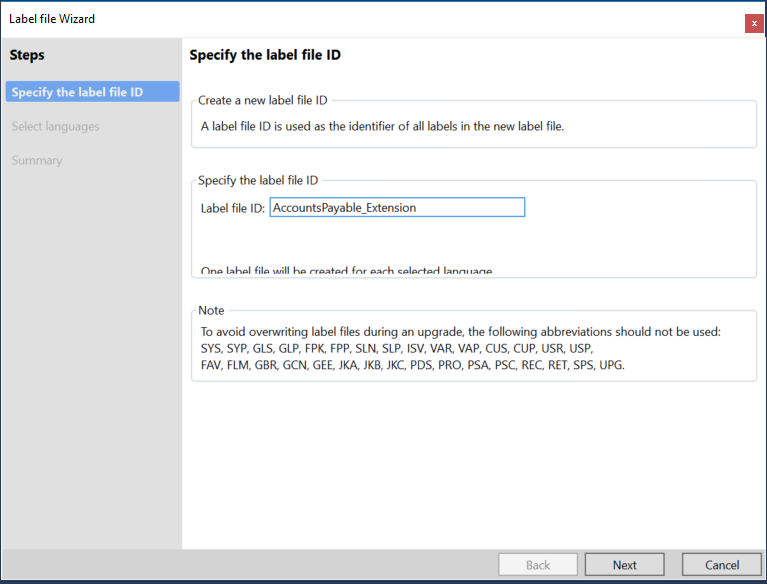 Label file Wizard
x
Steps
Specify the label file ID
Select languages
Summary
Specify the label file ID
Create a new label file ID
A label file ID is used as the identifier of all labels in the new label file.
Specify the label file ID
Label file ID: AccountsPayable_Extension
One label file will be created for each selected language
Note
To avoid overwriting label files during an upgrade, the following abbreviations should not be used:
SYS, SYP, GLS, GLP, FPK, FPP, SLN, SLP, ISV, VAR, VAP, CUS, CUP, USR, USP,
FAV, FLM, GBR, GCN, GEE, JKA, JKB, JKC, PDS, PRO, PSA, PSC, REC, RET, SPS, UPG.
Back
Next
Cancel